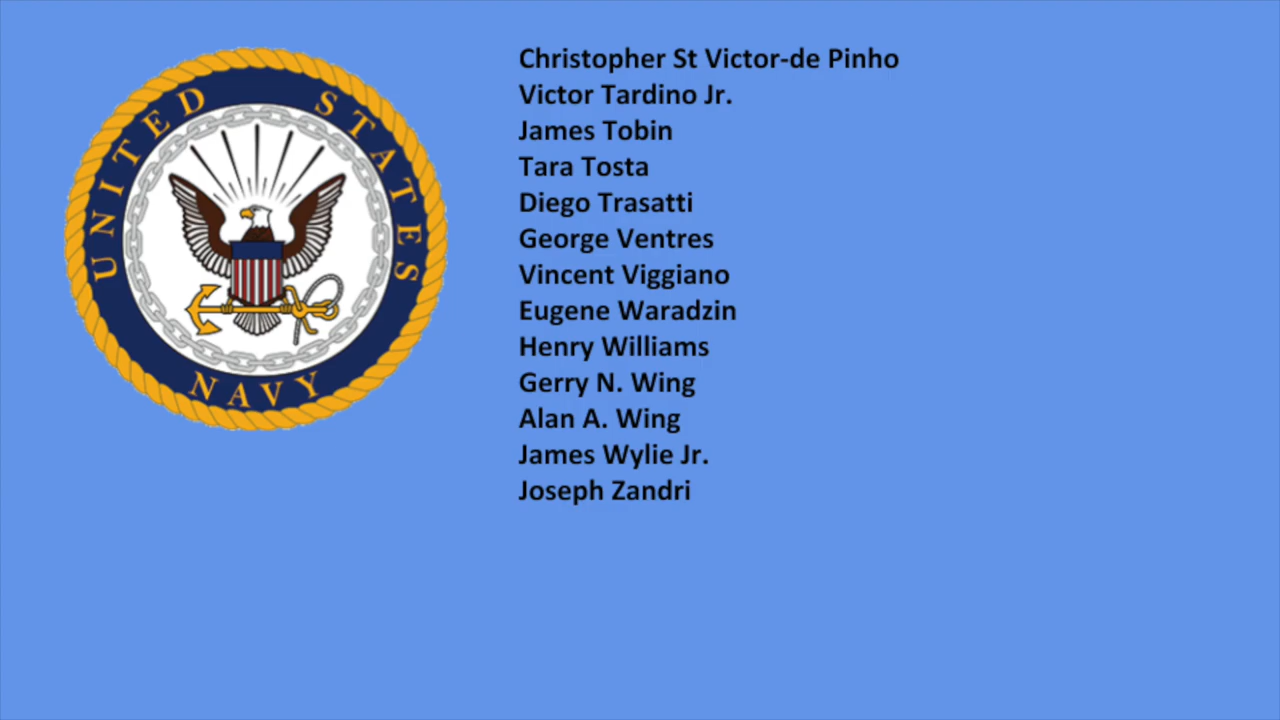 UNITED STATES
NAVY
Christopher St Victor-de Pinho
Victor Tardino Jr.
James Tobin
Tara Tosta
Diego Trasatti
George Ventres
Vincent Viggiano
Eugene Waradzin
Henry Williams
Gerry N. Wing
Alan A. Wing
James Wylie Jr.
Joseph Zandri